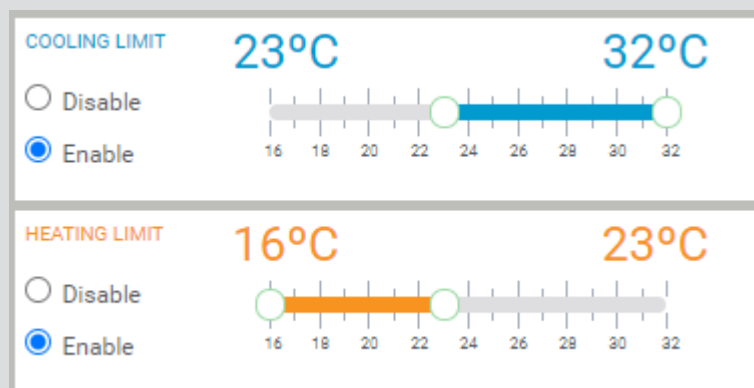 COOLING LIMIT 23ºC 32ºC
Disable
Enable
16 18 20 22 24 26 28 30 32
HEATING LIMIT 16ºC 23ºC
Disable
Enable
16 18 20 22 24 26 28 30 32